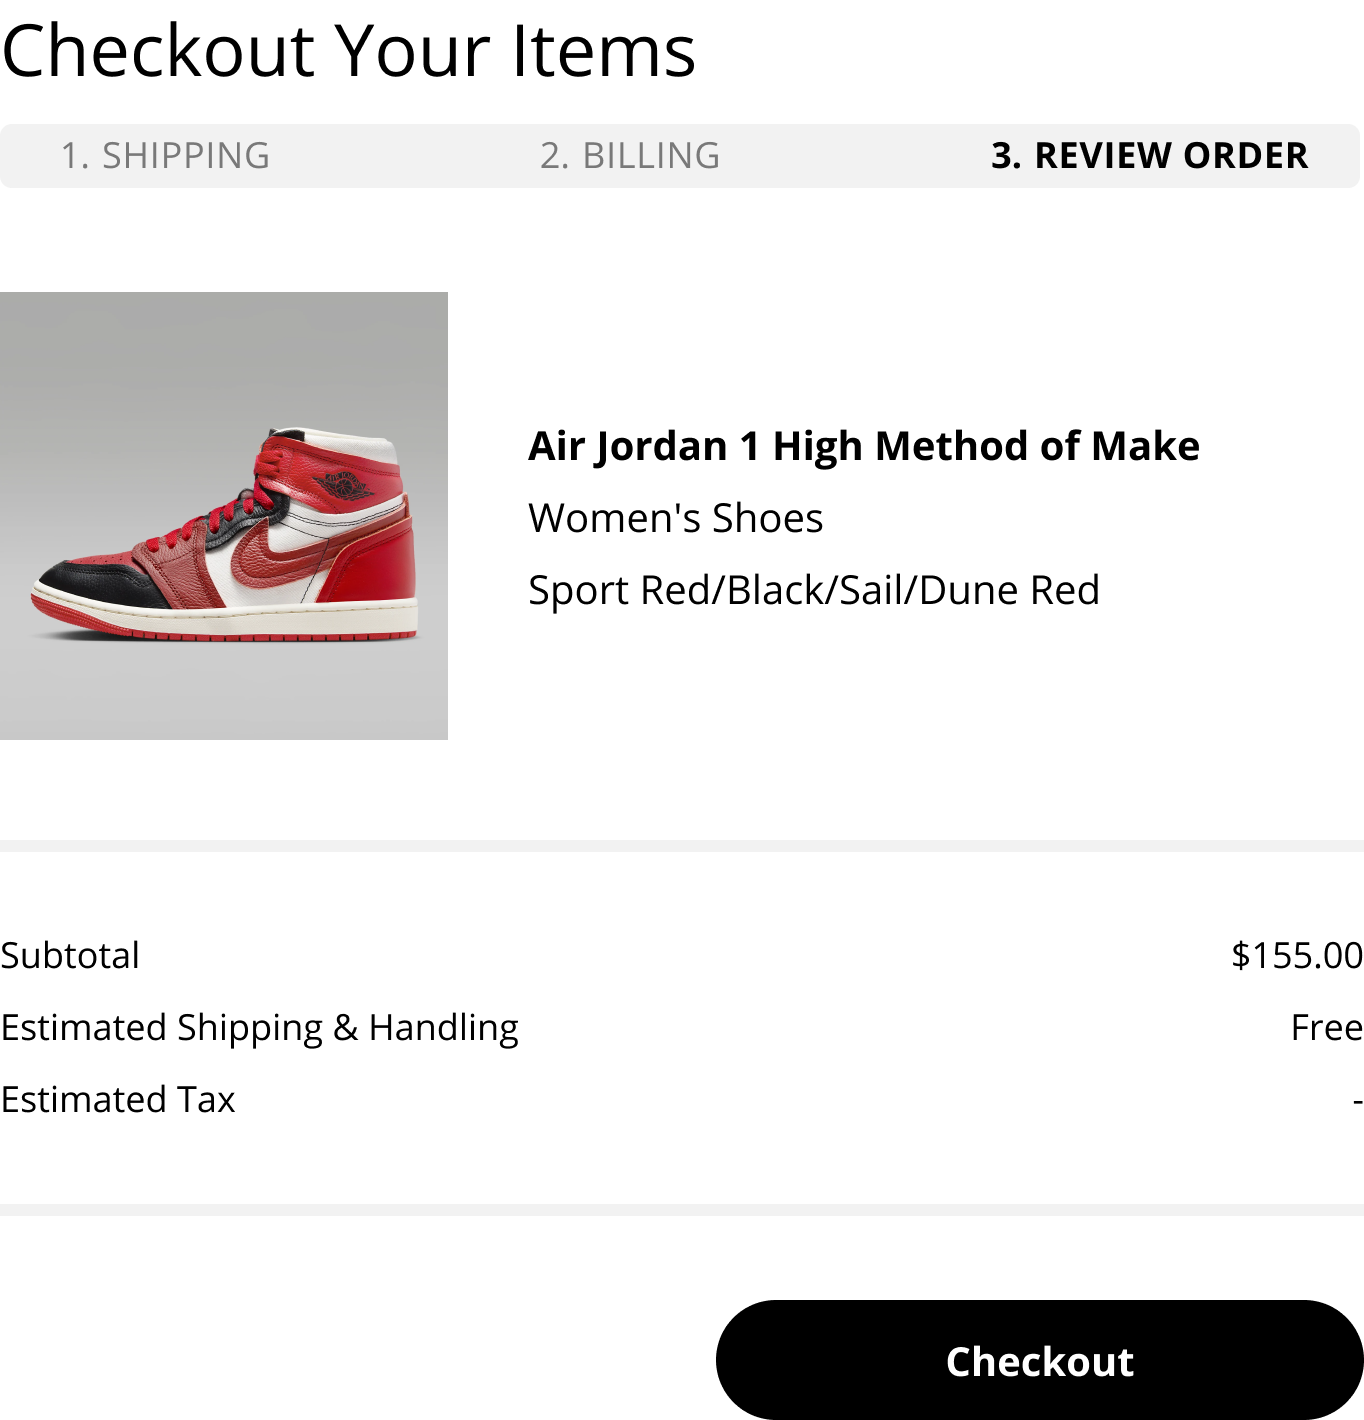 Checkout Your Items
1. SHIPPING 2. BILLING 3. REVIEW ORDER
Air Jordan 1 High Method of Make
Women's Shoes
Sport Red/Black/Sail/Dune Red
Subtotal $155.00
Estimated Shipping & Handling Free
Estimated Tax -
Checkout